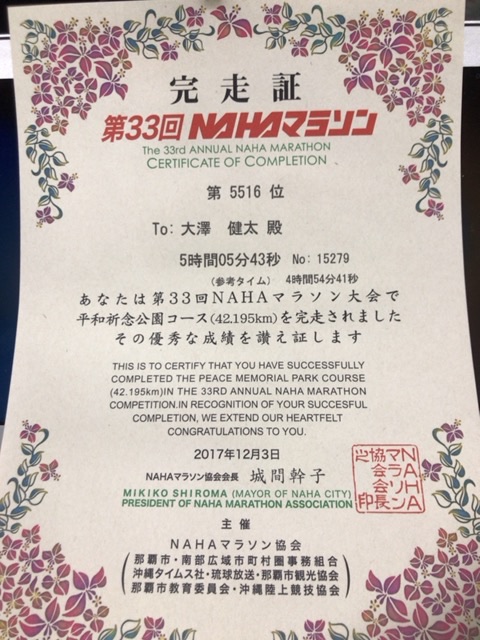 完走証
第33回 NAHAマラソン
The 33rd ANNUAL NAHA MARATHON
CERTIFICATE OF COMPLETION
第 5516 位
To: 大澤 健太 殿
5時間05分43秒 No: 15279
(参考タイム) 4時間54分41秒
あなたは第33回NAHAマラソン大会で
平和祈念公園コース(42.195km)を完走されました
その優秀な成績を讃え証します
THIS IS TO CERTIFY THAT YOU HAVE SUCCESSFULLY
COMPLETED THE PEACE MEMORIAL PARK COURSE
(42.195km)IN THE 33RD ANNUAL NAHA MARATHON
COMPETITION.IN RECOGNITION OF YOUR SUCCESFUL
COMPLETION, WE EXTEND OUR HEARTFELT
CONGRATULATIONS TO YOU.
2017年12月3日
NAHAマラソン協会会長 城間幹子
MIKIKO SHIROMA (MAYOR OF NAHA CITY)
PRESIDENT OF NAHA MARATHON ASSOCIATION
NAHA
マラソン
協会会長
之印
主催
NAHAマラソン協会
(那覇市・南部広域市町村圏事務組合
沖縄タイムス社・琉球放送・那覇市観光協会
那覇市教育委員会・沖縄陸上競技協会)